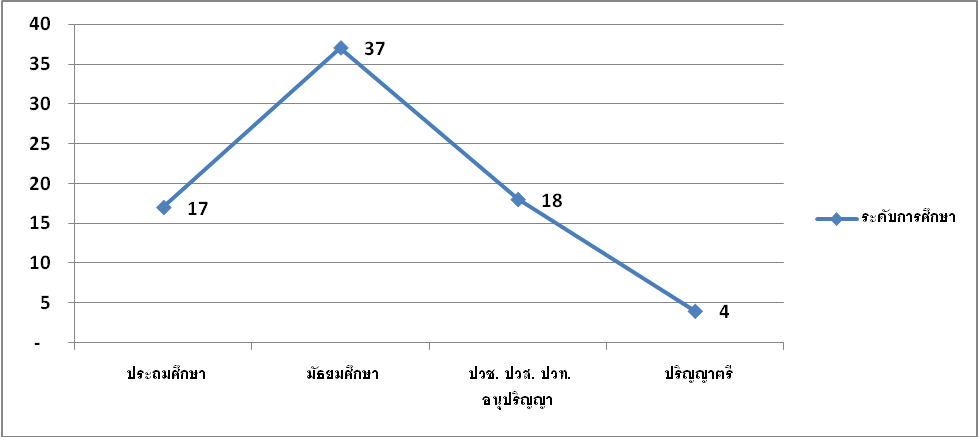 40
35
30
25
20
15
10
5
-
37
17
18
4
ประถมศึกษา
มัธยมศึกษา
ปวช. ปวส. ปวท.
อนุปริญญา
ปริญญาตรี
ระดับการศึกษา